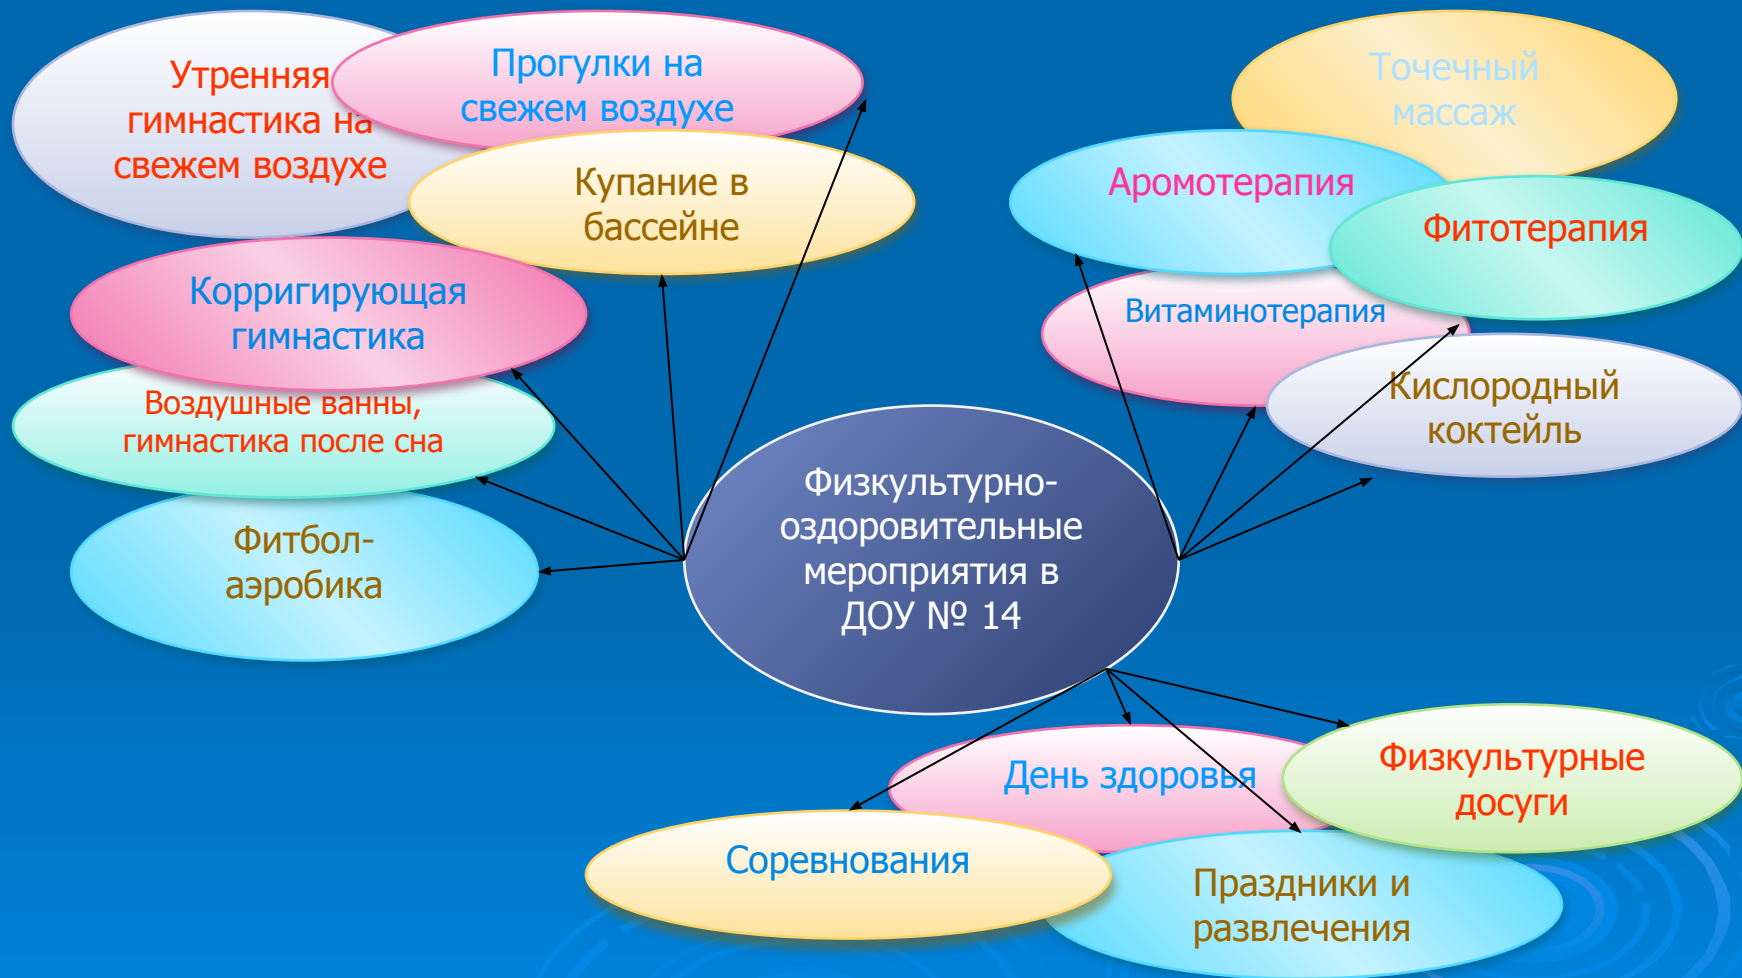 Утренняя
гимнастика на
свежем воздухе
Прогулки на
свежем воздухе
Купание в
бассейне
Корригирующая
гимнастика
Воздушные ванны,
гимнастика после сна
Фитбол-
аэробика
Точечный
массаж
Аромотерапия
Фитотерапия
Витаминотерапия
Кислородный
коктейль
Физкультурно-
оздоровительные
мероприятия в
ДОУ № 14
День здоровья
Физкультурные
досуги
Соревнования
Праздники и
развлечения